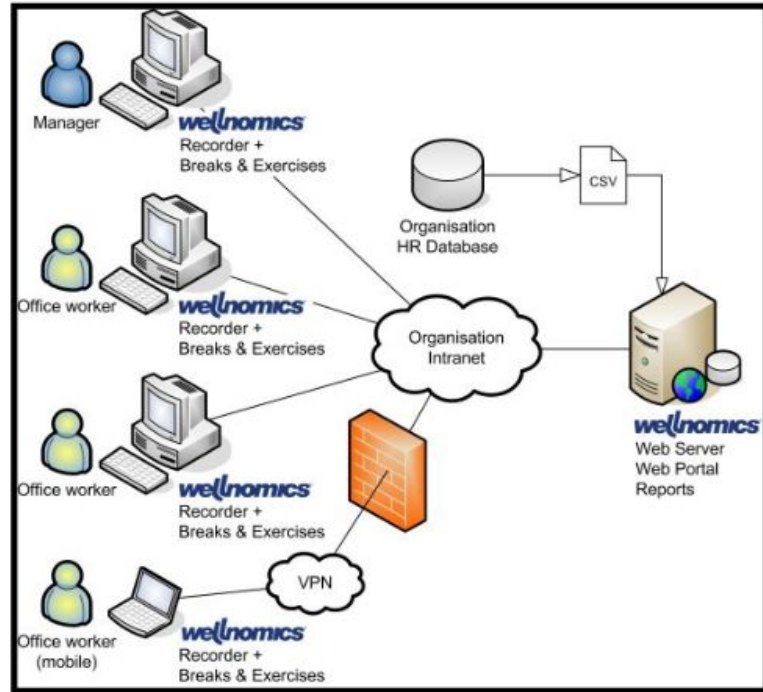 Manager
wellnomics
Recorder +
Breaks & Exercises
Organisation
HR Database
CSV
Office worker
wellnomics
Recorder +
Breaks & Exercises
Organisation
Intranet
wellnomics
Web Server
Web Portal
Reports
Office worker
wellnomics
Recorder +
Breaks & Exercises
VPN
Office worker
(mobile)
wellnomics
Recorder +
Breaks & Exercises